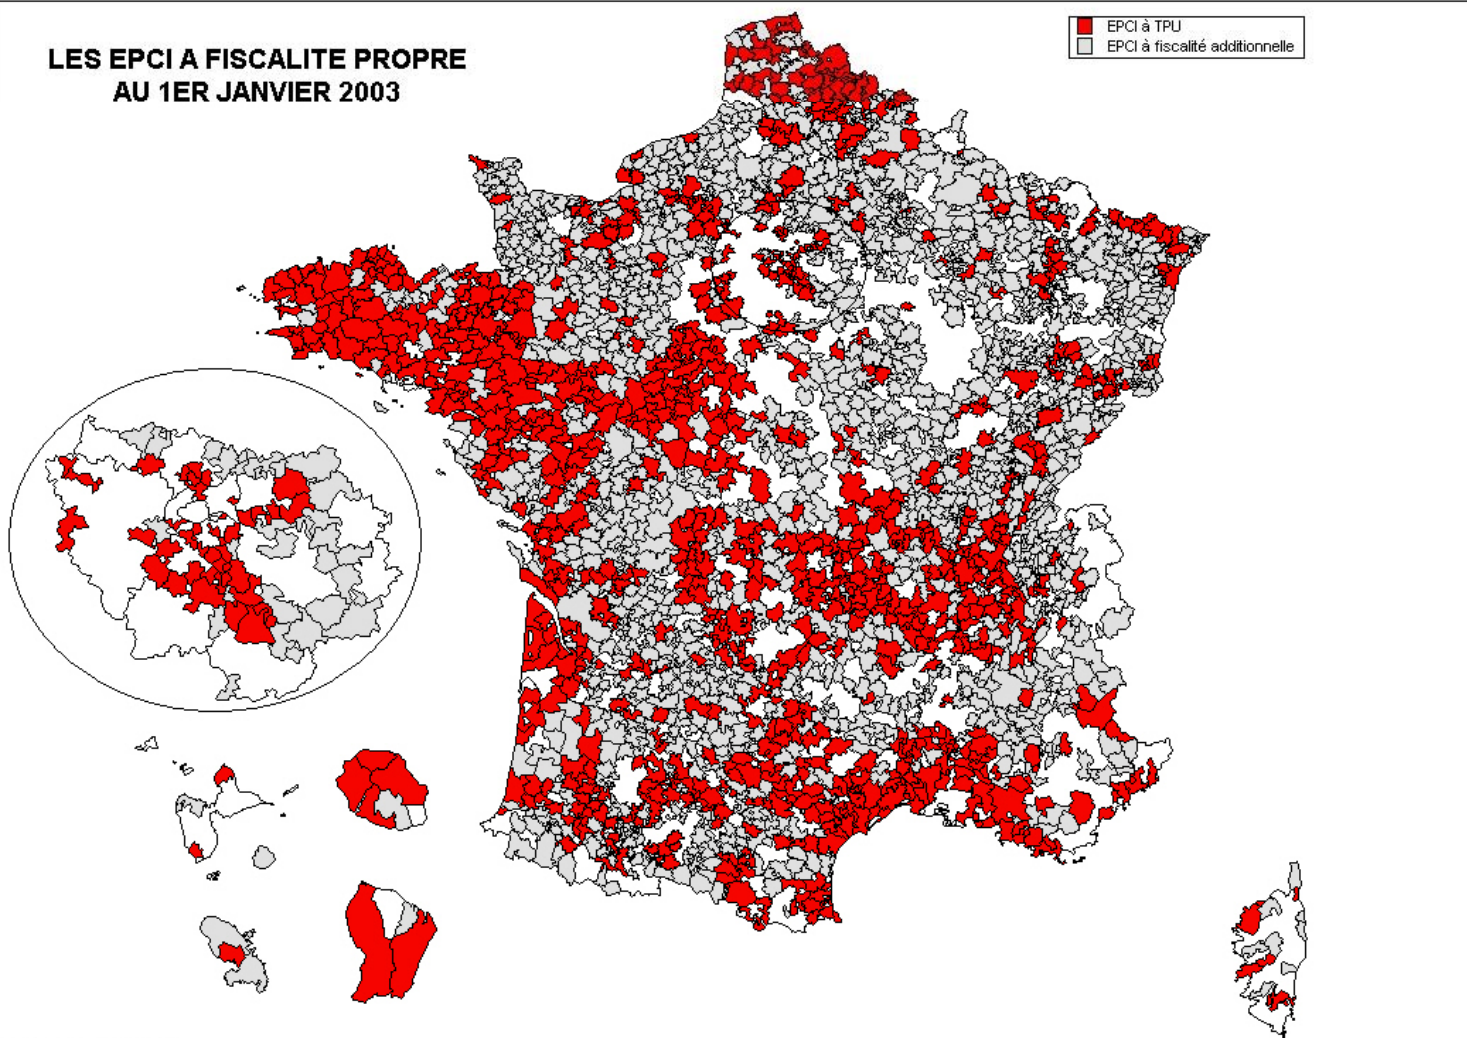 LES EPCI A FISCALITE PROPRE
AU 1ER JANVIER 2003
EPCI à TPU
EPCI à fiscalité additionnelle